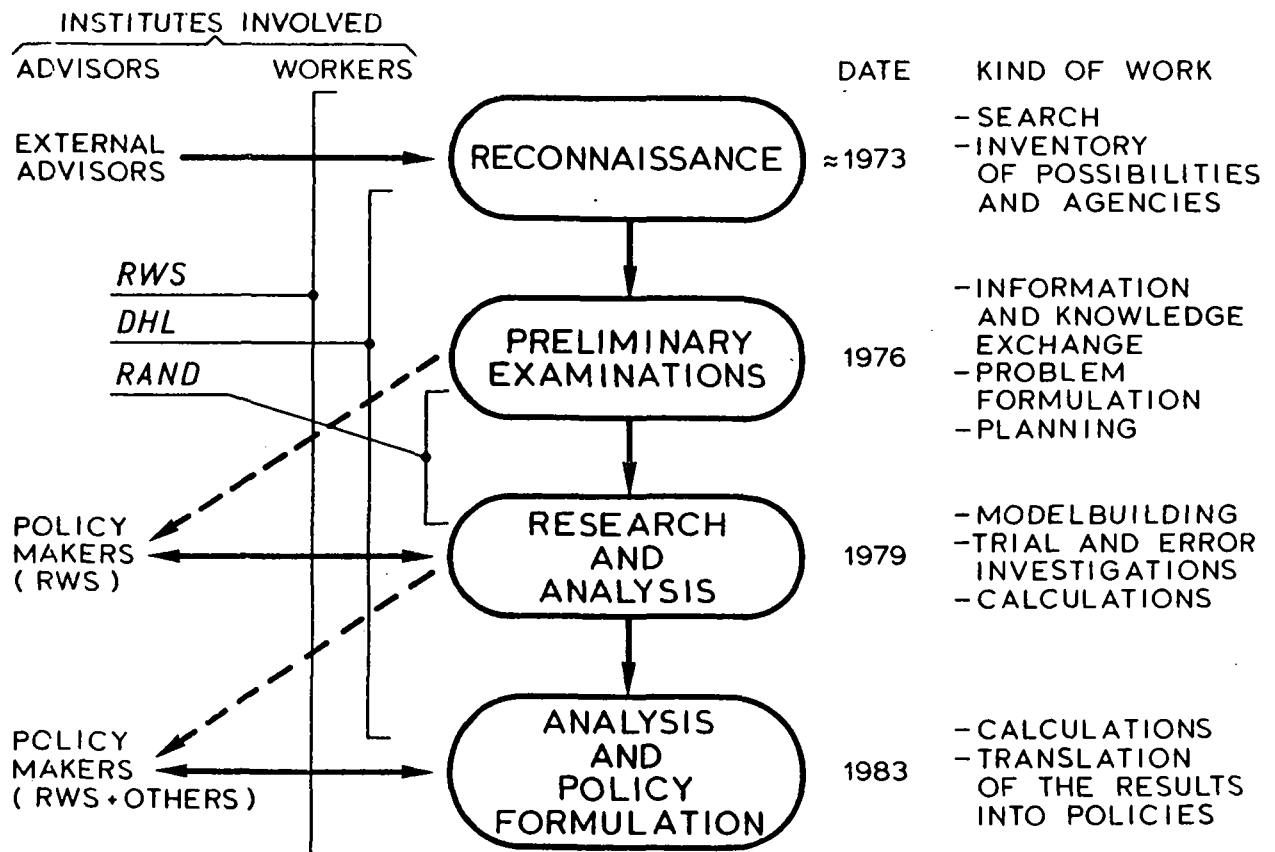 INSTITUTES INVOLVED
ADVISORS WORKERS DATE KIND OF WORK
EXTERNAL
ADVISORS
RECONNAISSANCE
≈1973
-SEARCH
-INVENTORY
OF POSSIBILITIES
AND AGENCIES
RWS
DHL
RAND
PRELIMINARY
EXAMINATIONS
1976
-INFORMATION
AND KNOWLEDGE
EXCHANGE
-PROBLEM
FORMULATION
-PLANNING
POLICY
MAKERS
(RWS)
RESEARCH
AND
ANALYSIS
1979
-MODELBUILDING
-TRIAL AND ERROR
INVESTIGATIONS
-CALCULATIONS
POLICY
MAKERS
(RWS+OTHERS)
ANALYSIS
AND
POLICY
FORMULATION
1983
-CALCULATIONS
-TRANSLATION
OF THE RESULTS
INTO POLICIES